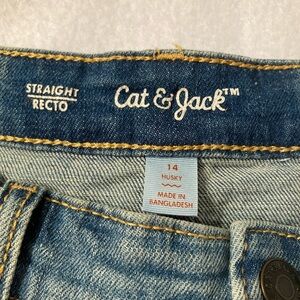 STRAIGHT
RECTO
Cat & Jack™
14
HUSKY
MADE IN
BANGLADESH